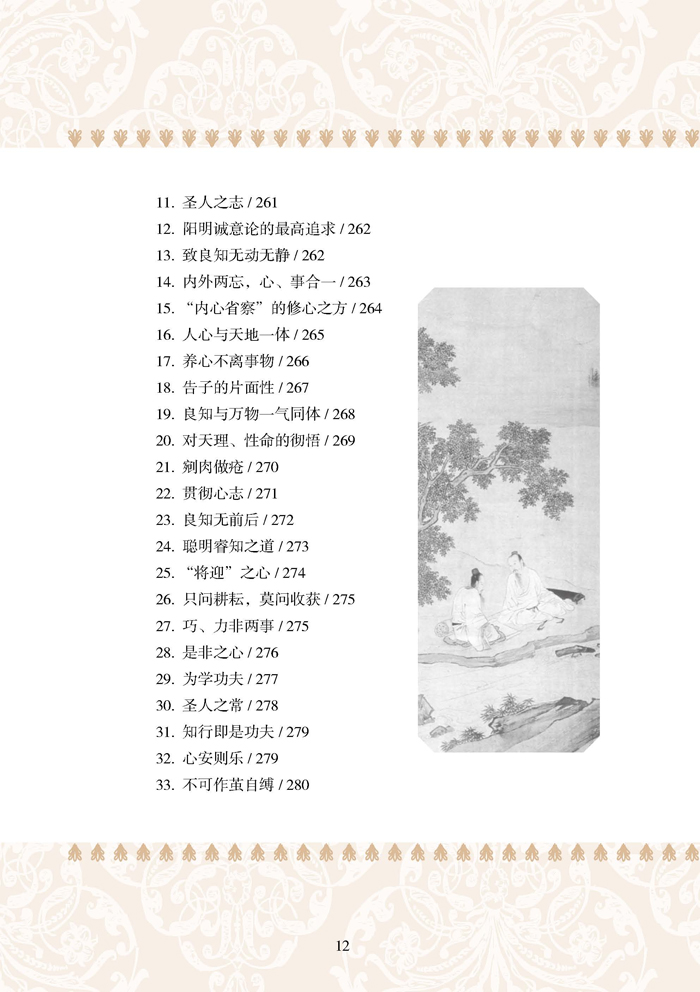 11. 圣人之志 / 261
12. 阳明诚意论的最高追求 / 262
13. 致良知无动无静 / 262
14. 内外两忘，心、事合一 / 263
15. “内心省察”的修心之方 / 264
16. 人心与天地一体 / 265
17. 养心不离事物 / 266
18. 告子的片面性 / 267
19. 良知与万物一气同体 / 268
20. 对天理、性命的彻悟 / 269
21. 剜肉做疮 / 270
22. 贯彻心志 / 271
23. 良知无前后 / 272
24. 聪明睿知之道 / 273
25. “将迎”之心 / 274
26. 只问耕耘，莫问收获 / 275
27. 巧、力非两事 / 275
28. 是非之心 / 276
29. 为学功夫 / 277
30. 圣人之常 / 278
31. 知行即是功夫 / 279
32. 心安则乐 / 279
33. 不可作茧自缚 / 280
12